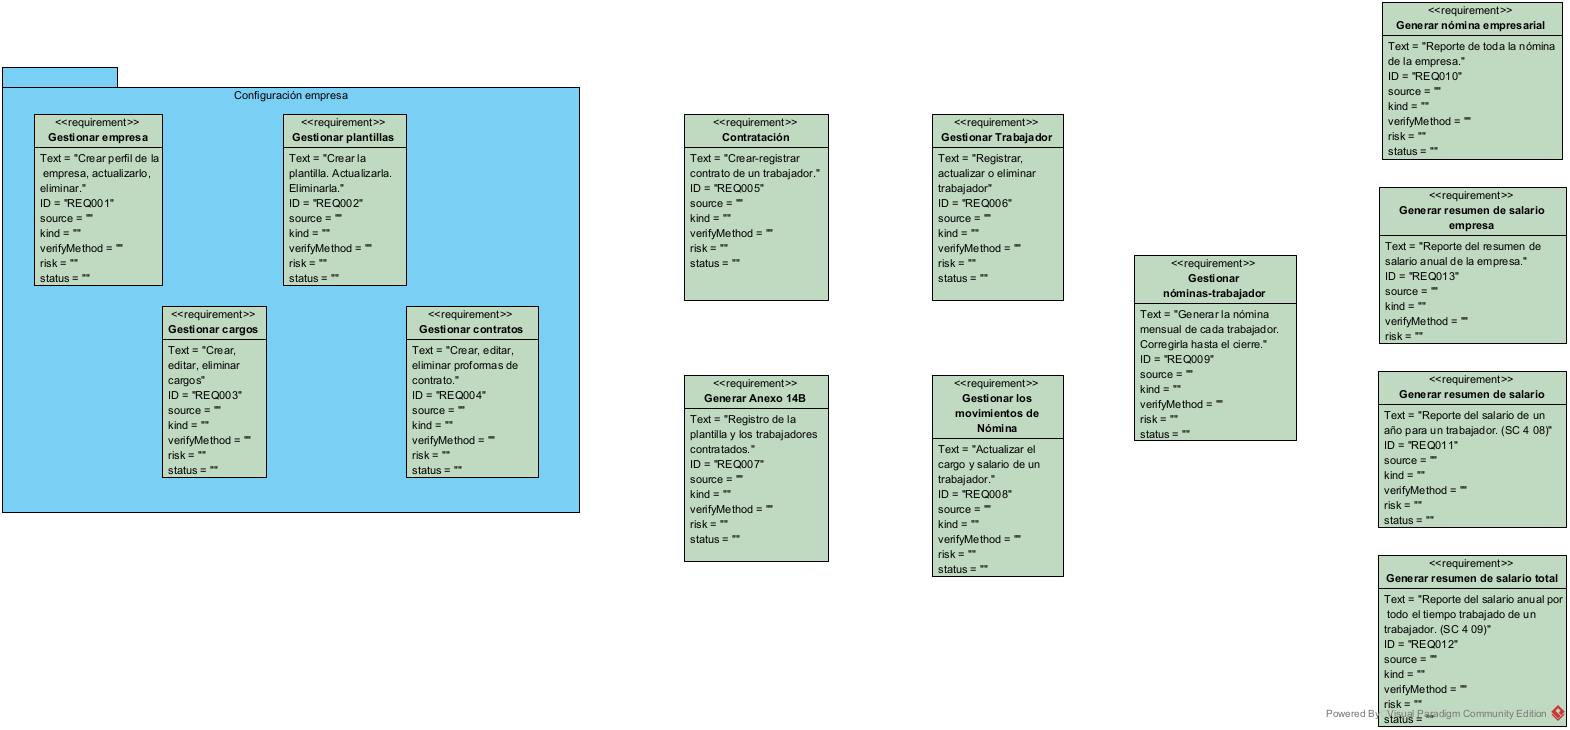 Configuración empresa
<<requirement>>
Gestionar empresa
Text = "Crear perfil de la
empresa, actualizarlo,
eliminar."
ID = "REQ001"
source = ""
kind = ""
verifyMethod = ""
risk = ""
status = ""
<<requirement>>
Gestionar plantillas
Text = "Crear la
plantilla. Actualizarla.
Eliminarla."
ID = "REQ002"
source = ""
kind = ""
verifyMethod = ""
risk = ""
status = ""
<<requirement>>
Gestionar cargos
Text = "Crear,
editar, eliminar
cargos"
ID = "REQ003"
source = ""
kind = ""
verifyMethod = ""
risk = ""
status = ""
<<requirement>>
Gestionar contratos
Text = "Crear, editar,
eliminar proformas de
contrato."
ID = "REQ004"
source = ""
kind = ""
verifyMethod = ""
risk = ""
status = ""
<<requirement>>
Contratación
Text = "Crear-registrar
contrato de un trabajador."
ID = "REQ005"
source = ""
kind = ""
verifyMethod = ""
risk = ""
status = ""
<<requirement>>
Gestionar Trabajador
Text = "Registrar,
actualizar o eliminar
trabajador"
ID = "REQ006"
source = ""
kind = ""
verifyMethod = ""
risk = ""
status = ""
<<requirement>>
Generar Anexo 14B
Text = "Registro de la
plantilla y los trabajadores
contratados."
ID = "REQ007"
source = ""
kind = ""
verifyMethod = ""
risk = ""
status = ""
<<requirement>>
Gestionar los
movimientos de
Nómina
Text = "Actualizar el
cargo y salario de un
trabajador."
ID = "REQ008"
source = ""
kind = ""
verifyMethod = ""
risk = ""
status = ""
<<requirement>>
Gestionar
nóminas-trabajador
Text = "Generar la nómina
mensual de cada trabajador.
Corregirla hasta el cierre."
ID = "REQ009"
source = ""
kind = ""
verifyMethod = ""
risk = ""
status = ""
<<requirement>>
Generar nómina empresarial
Text = "Reporte de toda la nómina
de la empresa."
ID = "REQ010"
source = ""
kind = ""
verifyMethod = ""
risk = ""
status = ""
<<requirement>>
Generar resumen de salario
empresa
Text = "Reporte del resumen de
salario anual de la empresa."
ID = "REQ013"
source = ""
kind = ""
verifyMethod = ""
risk = ""
<<requirement>>
Generar resumen de salario
Text = "Reporte del salario de un
año para un trabajador. (SC 4 08)"
ID = "REQ011"
source = ""
kind = ""
verifyMethod = ""
risk = ""
status = ""
<<requirement>>
Generar resumen de salario total
Text = "Reporte del salario anual por
todo el tiempo trabajado de un
trabajador. (SC 4 09)"
ID = "REQ012"
source = ""
kind = ""
verifyMethod = ""
risk = ""
status = ""
Powered By Visual Paradigm Community Edition